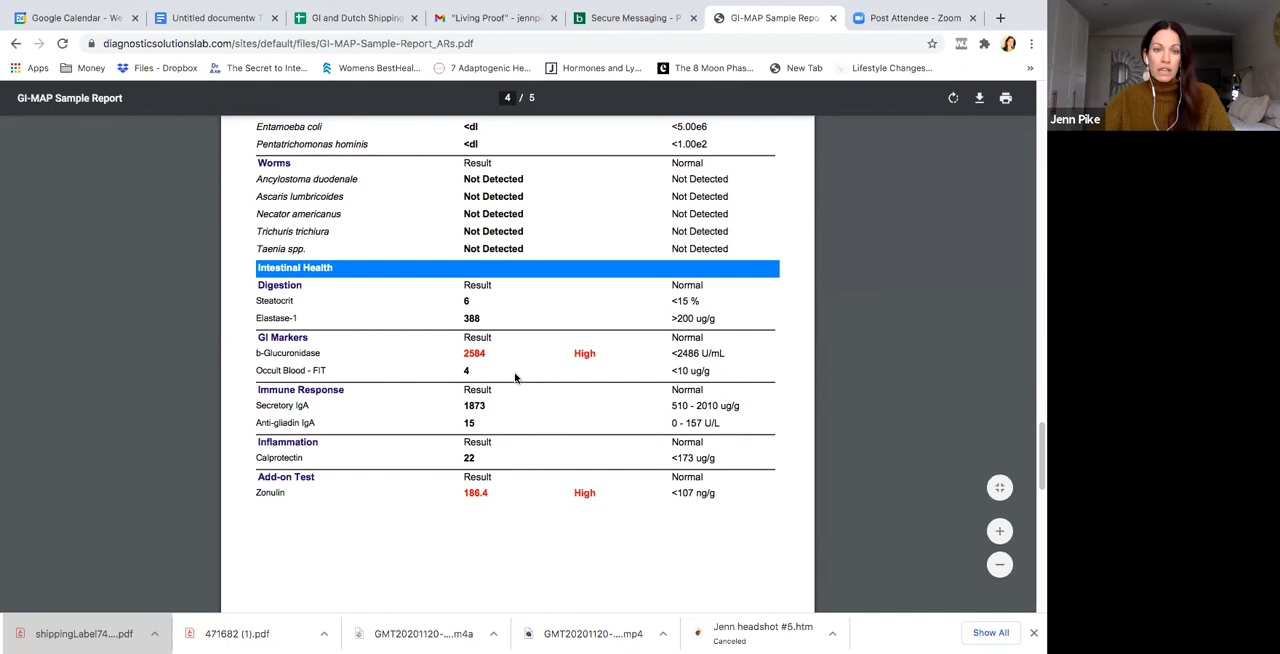 Google Calendar - We
Untitled documentw T
GI and Dutch Shipping
"Living Proof" - jennpi
Secure Messaging - P
GI-MAP Sample Repo
Post Attendee - Zoom
diagnosticsolutionslab.com/sites/default/files/GI-MAP-Sample-Report_ARs.pdf
Apps
Money
Files - Dropbox
Dr. Axe
The Secret to Inte...
Womens BestHeal...
7 Adaptogenic He...
Hormones and Ly...
The 8 Moon Phas...
New Tab
Lifestyle Changes...
»
GI-MAP Sample Report
4 / 5
Jenn Pike
Entamoeba coli <dl <5.00e6
Pentatrichomonas hominis <dl <1.00e2
Worms Result Normal
Ancylostoma duodenale Not Detected Not Detected
Ascaris lumbricoides Not Detected Not Detected
Necator americanus Not Detected Not Detected
Trichuris trichiura Not Detected Not Detected
Taenia spp. Not Detected Not Detected
Intestinal Health
Digestion Result Normal
Steatocrit 6 <15 %
Elastase-1 388 >200 ug/g
GI Markers Result Normal
b-Glucuronidase 2584 High <2486 U/mL
Occult Blood - FIT 4 <10 ug/g
Immune Response Result Normal
Secretory IgA 1873 510 - 2010 ug/g
Anti-gliadin IgA 15 0 - 157 U/L
Inflammation Result Normal
Calprotectin 22 <173 ug/g
Add-on Test Result Normal
Zonulin 186.4 High <107 ng/g
shippingLabel74....pdf
471682 (1).pdf
GMT20201120-....m4a
GMT20201120-....mp4
Jenn headshot #5.htm
Canceled
Show All